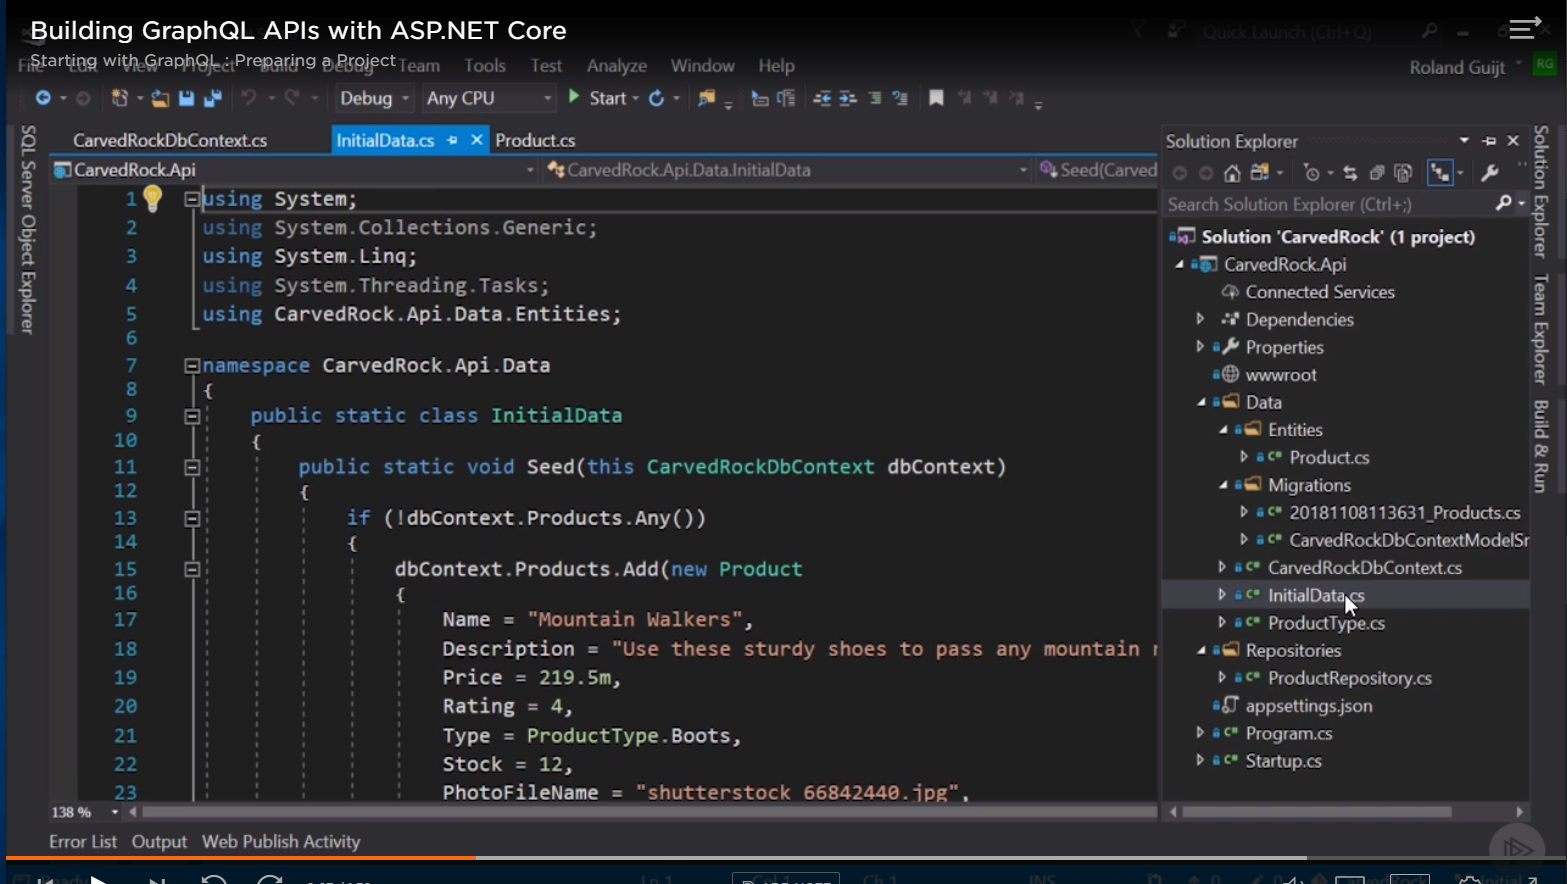 Building GraphQL APIs with ASP.NET Core
Quick Launch (Ctrl+Q)
Starting with GraphQL : Preparing a Project
File Edit View Project Build Debug Team Tools Test Analyze Window Help
Roland Guijt RG
Debug Any CPU Start
SQL Server Object Explorer
CarvedRockDbContext.cs InitialData.cs Product.cs
CarvedRock.Api CarvedRock.Api.Data.InitialData Seed(Carved
1 using System;
2 using System.Collections.Generic;
3 using System.Linq;
4 using System.Threading.Tasks;
5 using CarvedRock.Api.Data.Entities;
6
7 namespace CarvedRock.Api.Data
8 {
9 public static class InitialData
10 {
11 public static void Seed(this CarvedRockDbContext dbContext)
12 {
13 if (!dbContext.Products.Any())
14 {
15 dbContext.Products.Add(new Product
16 {
17 Name = "Mountain Walkers",
18 Description = "Use these sturdy shoes to pass any mountain
19 Price = 219.5m,
20 Rating = 4,
21 Type = ProductType.Boots,
22 Stock = 12,
23 PhotoFileName = "shutterstock_66842440.jpg",
138 %
Error List Output Web Publish Activity
Solution Explorer
Search Solution Explorer (Ctrl+;)
Solution 'CarvedRock' (1 project)
CarvedRock.Api
Connected Services
Dependencies
Properties
wwwroot
Data
Entities
Product.cs
Migrations
20181108113631_Products.cs
CarvedRockDbContextModelSr
CarvedRockDbContext.cs
InitialData.cs
ProductType.cs
Repositories
ProductRepository.cs
appsettings.json
Program.cs
Startup.cs
Solution Explorer
Team Explorer
Build & Run
Ready Ln 1 Col 1 Ch 1 INS